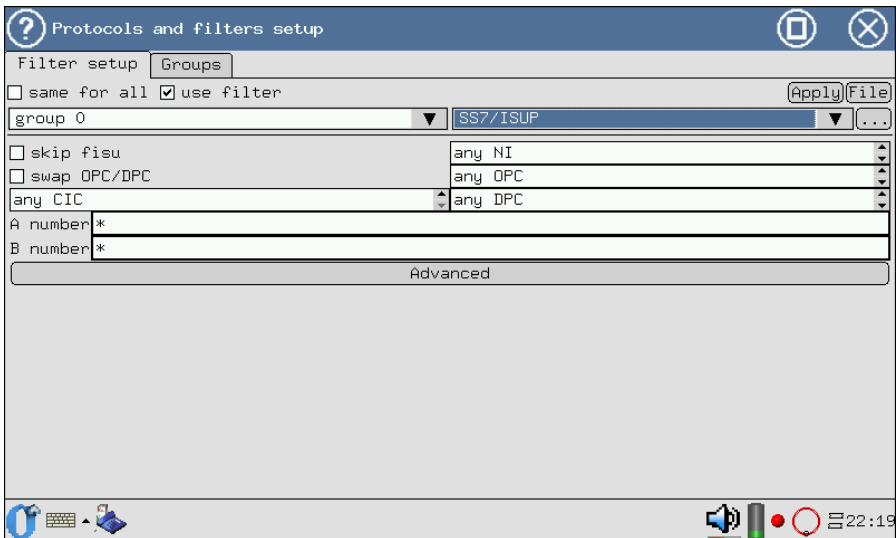 Protocols and filters setup
Filter setup Groups
same for all use filter Apply File
group 0 SS7/ISUP ...
skip fisu any NI
swap OPC/DPC any OPC
any CIC any DPC
A number *
B number *
Advanced
22:19